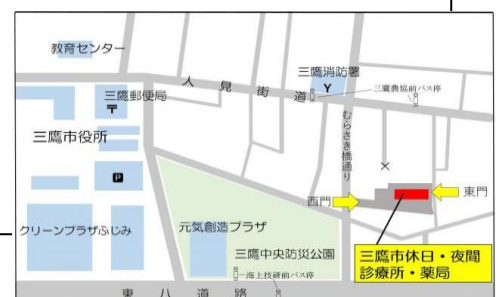 教育センター
三鷹消防署
Y
人見街道
三鷹農協前バス停
三鷹郵便局
〒
むらさき橋通り
三鷹市役所
P
西門
東門
クリーンプラザふじみ
元気創造プラザ
三鷹中央防災公園
三鷹市休日・夜間
診療所・薬局
海上技研前バス停
東八道路